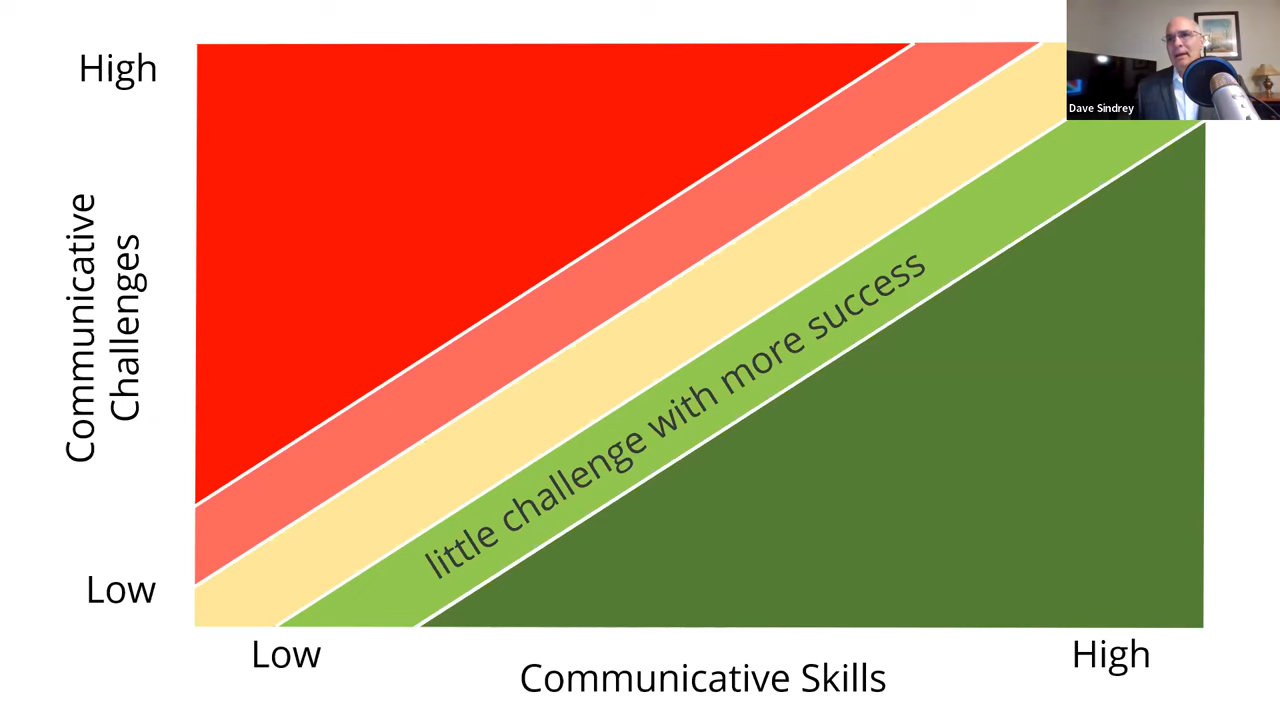 High
Dave Sindrey
Communicative
Challenges
little challenge with more success
Low
Low
High
Communicative Skills